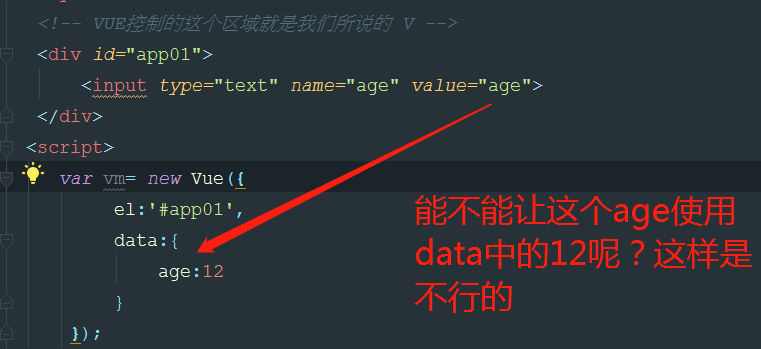 <!-- VUE控制的这个区域就是我们所说的 V -->
<div id="app01">
<input type="text" name="age" value="age">
</div>
<script>
var vm= new Vue({
el:'#app01',
data:{
age:12
}
});
能不能让这个age使用
data中的12呢？这样是
不行的